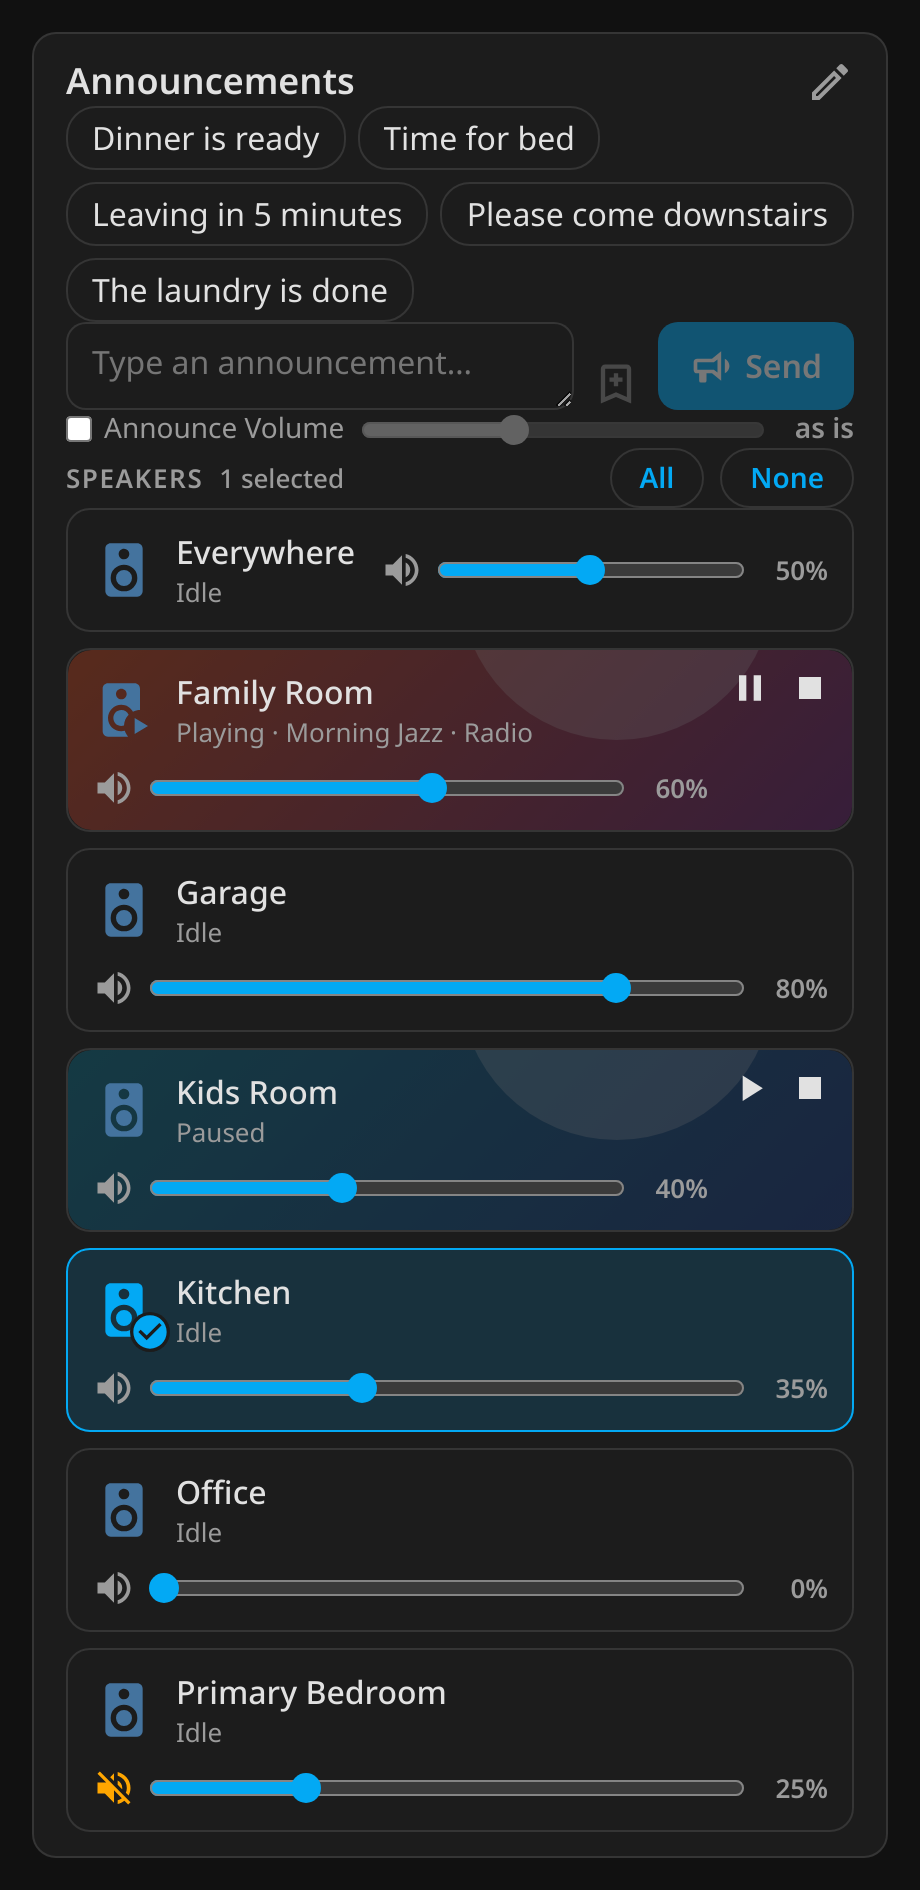 Announcements
Dinner is ready
Time for bed
Leaving in 5 minutes
Please come downstairs
The laundry is done
Type an announcement...
Send
Announce Volume
as is
SPEAKERS 1 selected
All
None
Everywhere
Idle
50%
Family Room
Playing · Morning Jazz · Radio
60%
Garage
Idle
80%
Kids Room
Paused
40%
Kitchen
Idle
35%
Office
Idle
0%
Primary Bedroom
Idle
25%